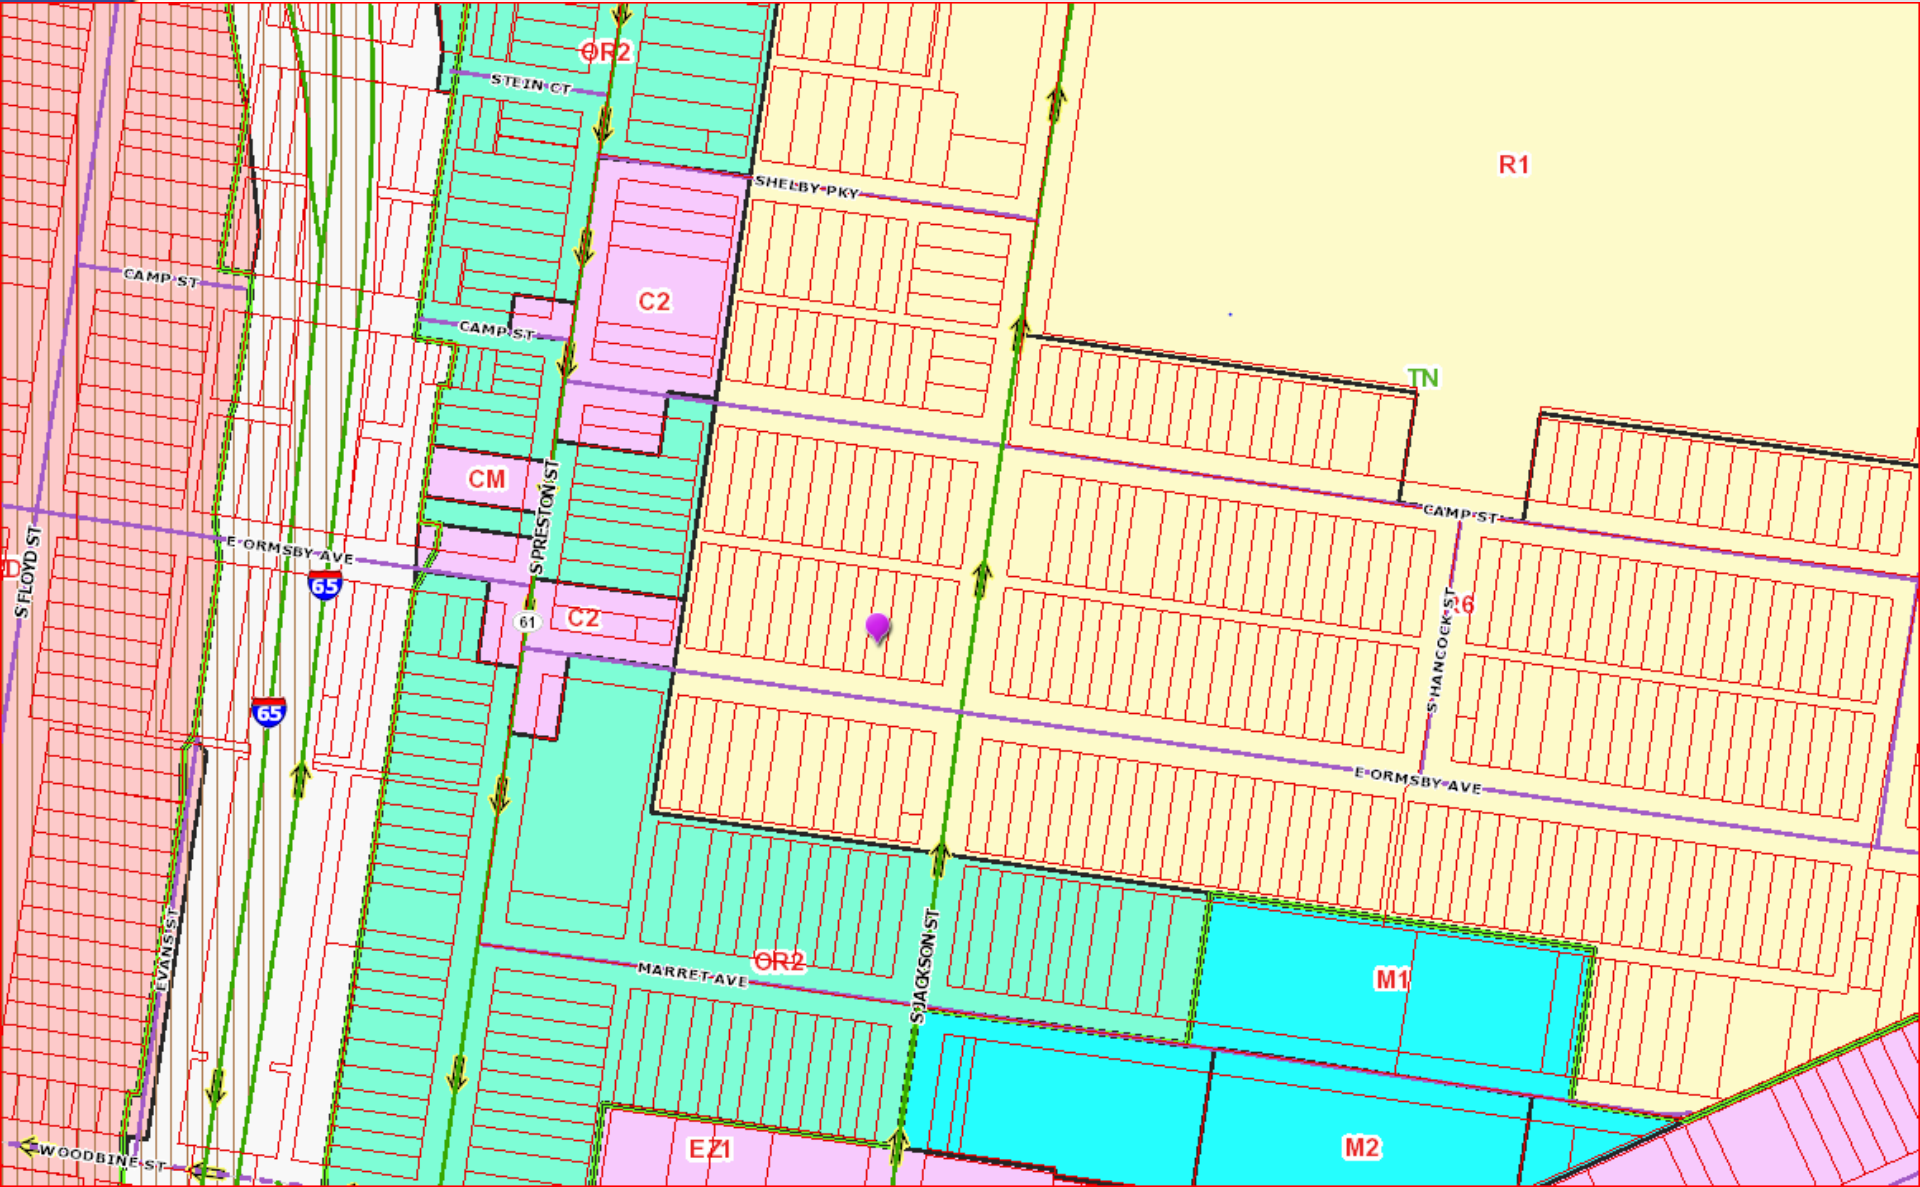 OR2
STEIN CT
R1
SHELBY PKY
CAMP ST
C2
CAMP ST
TN
CM
CAMP ST
S PRESTON ST
E ORMSBY AVE
S FLOYD ST
D
65
C2
61
R6
S HANCOCK ST
65
E ORMSBY AVE
EVANS ST
S JACKSON ST
OR2
MARRET AVE
M1
EZ1
M2
WOODBINE ST